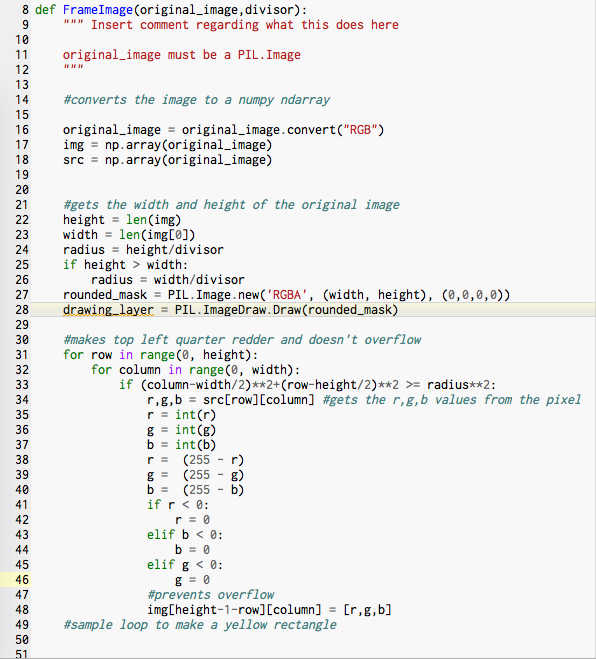 8 def FrameImage(original_image,divisor):
9     """ Insert comment regarding what this does here
10
11     original_image must be a PIL.Image
12     """
13
14     #converts the image to a numpy ndarray
15
16     original_image = original_image.convert("RGB")
17     img = np.array(original_image)
18     src = np.array(original_image)
19
20
21     #gets the width and height of the original image
22     height = len(img)
23     width = len(img[0])
24     radius = height/divisor
25     if height > width:
26         radius = width/divisor
27     rounded_mask = PIL.Image.new('RGBA', (width, height), (0,0,0,0))
28     drawing_layer = PIL.ImageDraw.Draw(rounded_mask)
29
30     #makes top left quarter redder and doesn't overflow
31     for row in range(0, height):
32         for column in range(0, width):
33             if (column-width/2)**2+(row-height/2)**2 >= radius**2:
34                 r,g,b = src[row][column] #gets the r,g,b values from the pixel
35                 r = int(r)
36                 g = int(g)
37                 b = int(b)
38                 r =  (255 - r)
39                 g =  (255 - g)
40                 b =  (255 - b)
41                 if r < 0:
42                     r = 0
43                 elif b < 0:
44                     b = 0
45                 elif g < 0:
46                     g = 0
47                 #prevents overflow
48                 img[height-1-row][column] = [r,g,b]
49     #sample loop to make a yellow rectangle
50
51